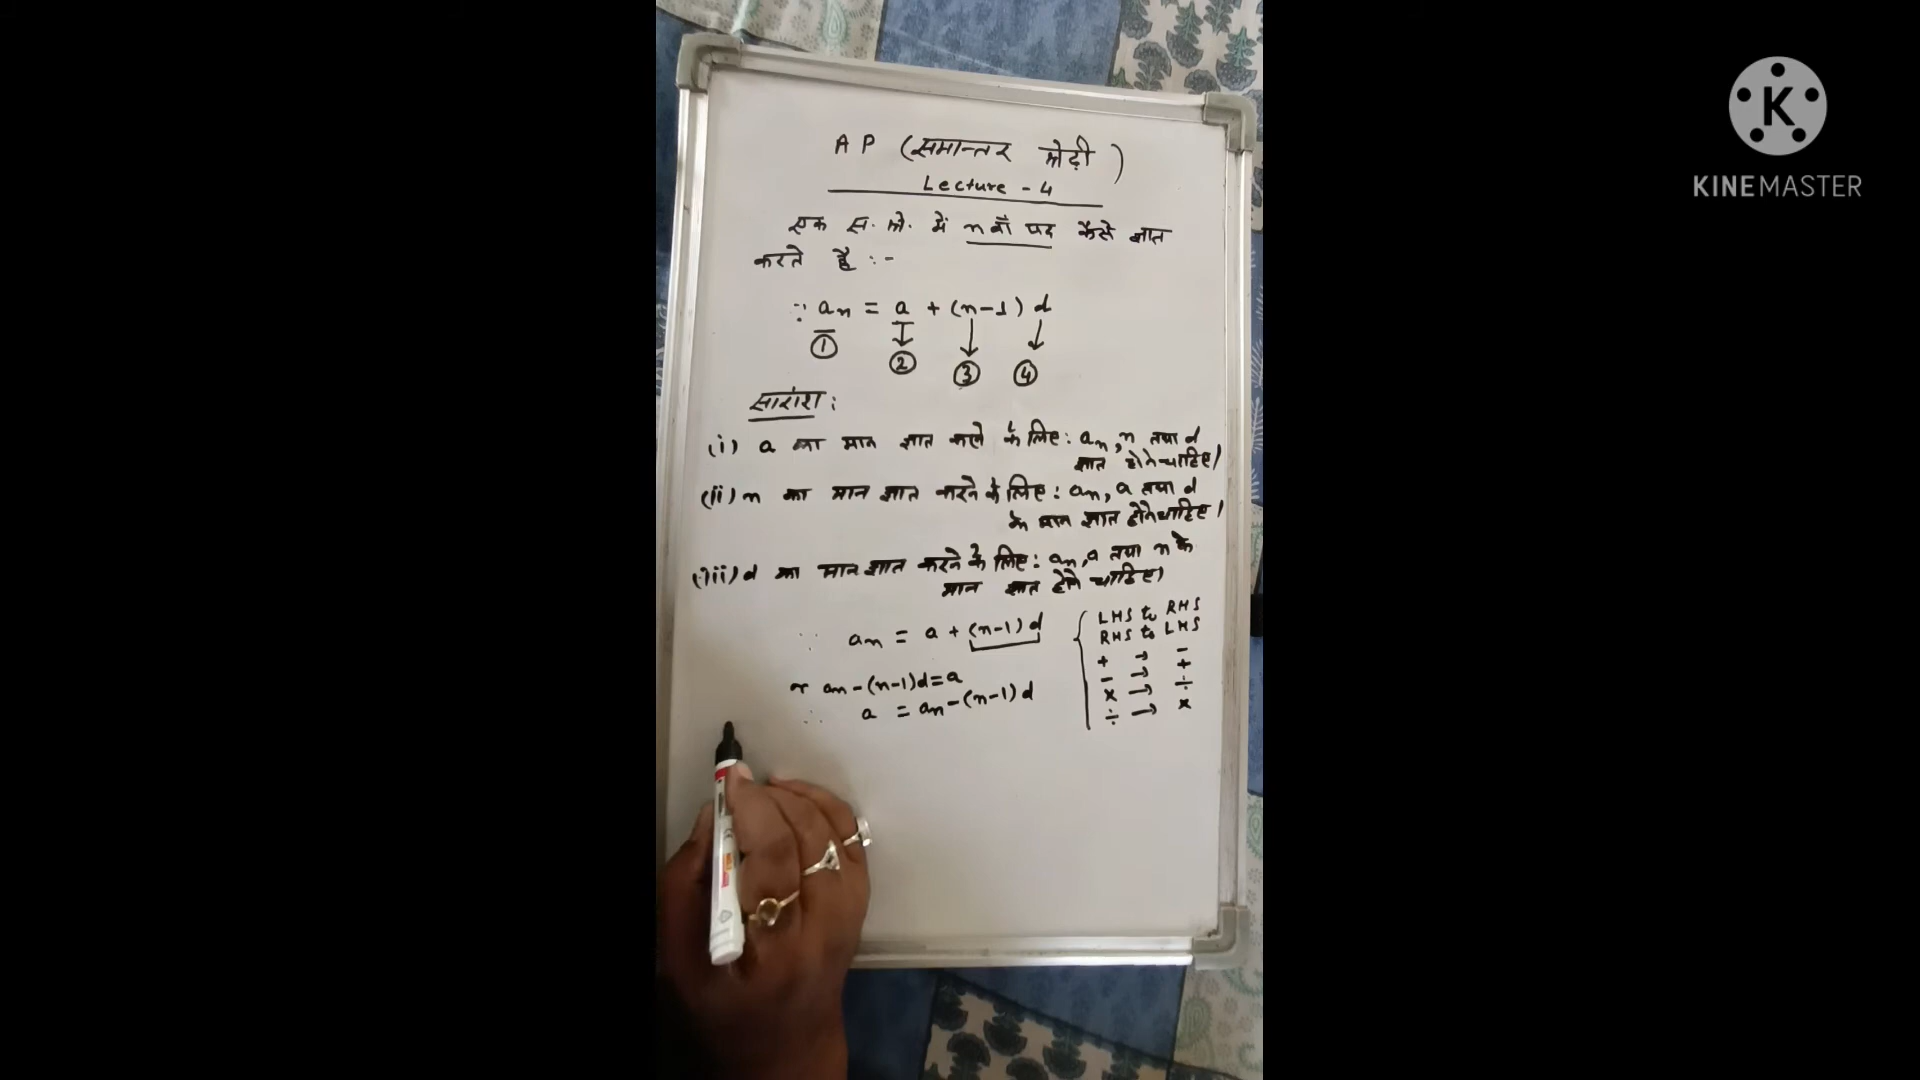 AP (समान्तर श्रेढ़ी)
Lecture - 4
एक स. श्रे. में n वाँ पद कैसे ज्ञात
करते हैं :-
∵ aₙ = a + (n-1) d
① ② ③ ④
सारांश :
(i) a का मान ज्ञात करने के लिए : aₙ, n तथा d
ज्ञात होने चाहिए।
(ii) n का मान ज्ञात करने के लिए : aₙ, a तथा d
के मान ज्ञात होने चाहिए।
(iii) d का मान ज्ञात करने के लिए : aₙ, a तथा n के
मान ज्ञात होने चाहिए।
∵ aₙ = a + (n-1) d
or aₙ - (n-1)d = a
∴ a = aₙ - (n-1) d
LHS to RHS
RHS to LHS
+ → -
- → +
× → ÷
÷ → ×
K
KINEMASTER